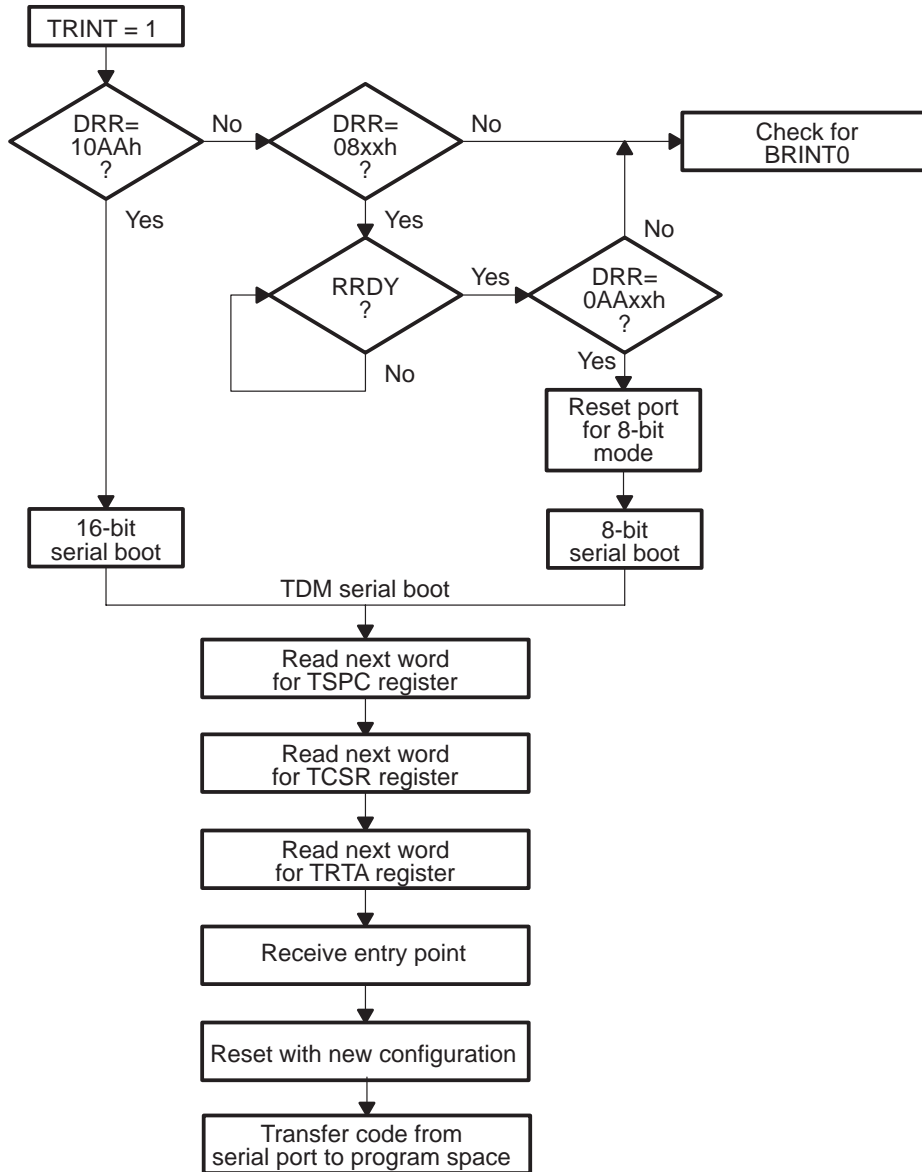 TRINT = 1
DRR=
10AAh
?
No
DRR=
08xxh
?
No
Check for
BRINT0
Yes
Yes
No
RRDY
?
Yes
DRR=
0AAxxh
?
No
Yes
Reset port
for 8-bit
mode
16-bit
serial boot
8-bit
serial boot
TDM serial boot
Read next word
for TSPC register
Read next word
for TCSR register
Read next word
for TRTA register
Receive entry point
Reset with new configuration
Transfer code from
serial port to program space